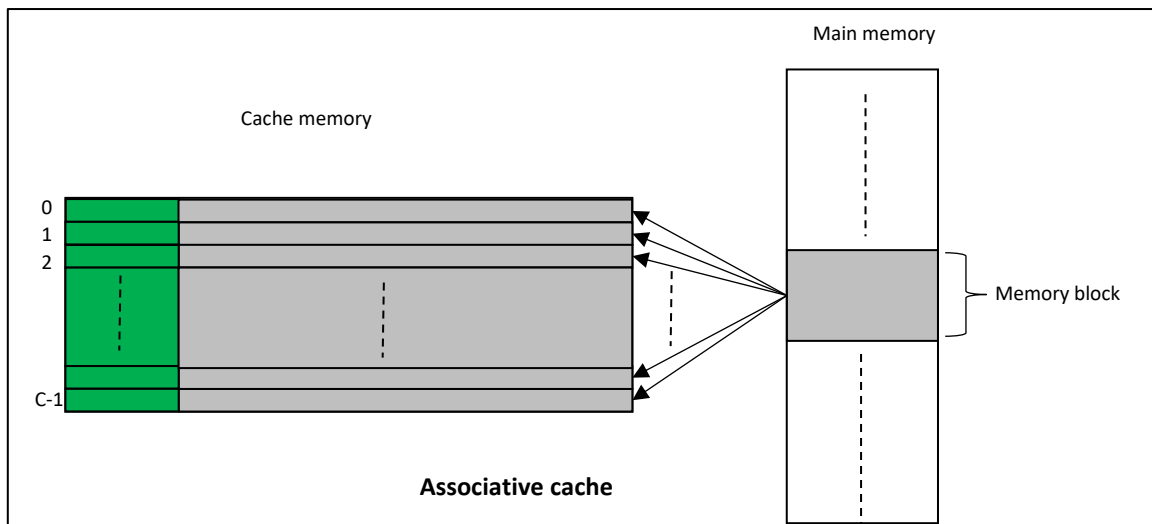 Main memory
Cache memory
0
1
2
Memory block
C-1
Associative cache